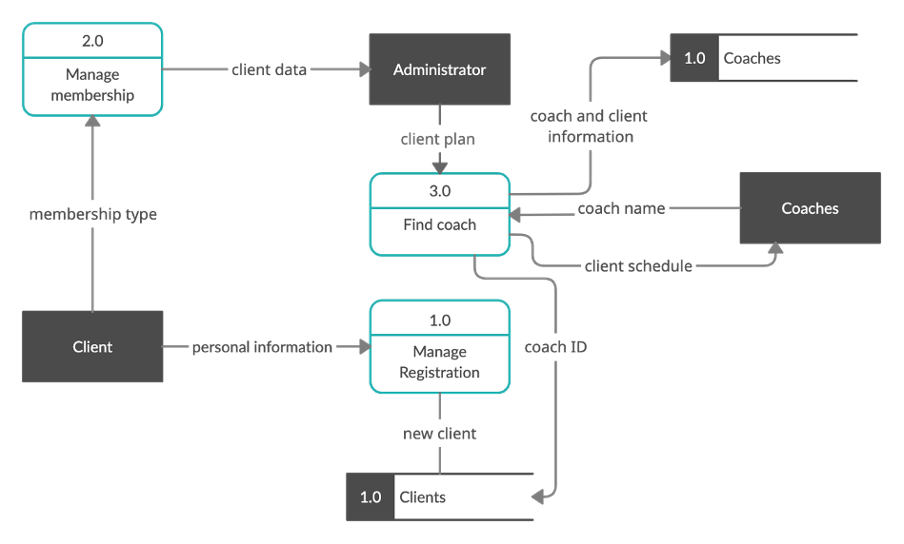 2.0
Manage
membership
client data
Administrator
1.0 Coaches
coach and client
information
client plan
3.0
Find coach
coach name
Coaches
client schedule
membership type
Client
personal information
1.0
Manage
Registration
coach ID
new client
1.0 Clients